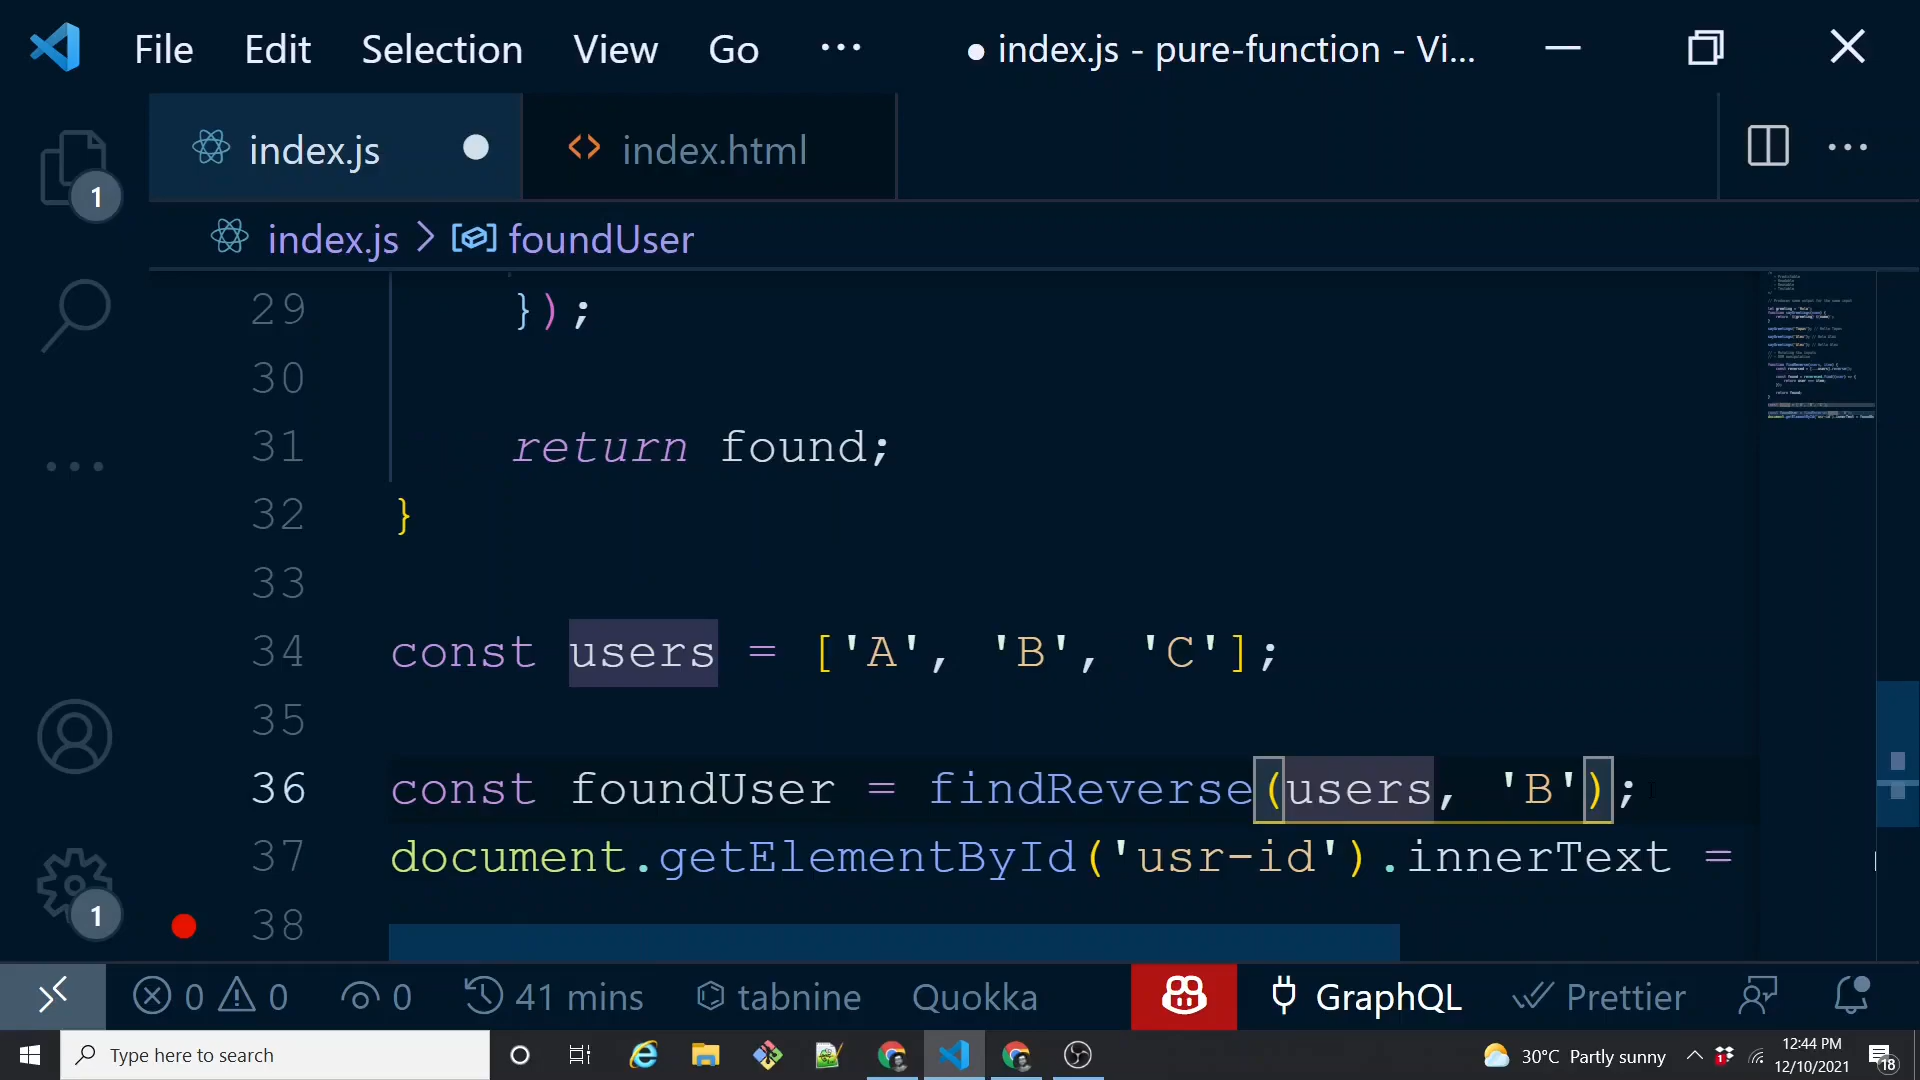 File Edit Selection View Go ··· ● index.js - pure-function - Vi...
index.js ● index.html
1
index.js > foundUser
29 });
30
31 return found;
32 }
33
34 const users = ['A', 'B', 'C'];
35
36 const foundUser = findReverse(users, 'B');
37 document.getElementById('usr-id').innerText =
38
1
0 0 0 41 mins tabnine Quokka GraphQL Prettier
Type here to search 30°C Partly sunny 12:44 PM
12/10/2021 18